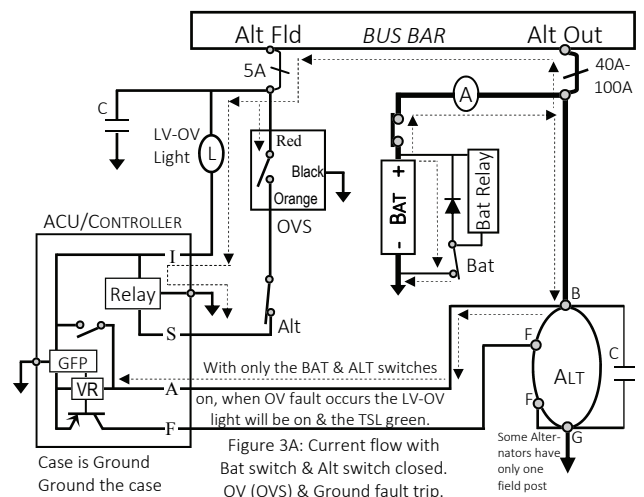 Alt Fld
BUS BAR
Alt Out
5A
40A-
100A
C
A
LV-OV
Light
L
Red
Black
Orange
OVS
BAT + -
Bat Relay
Bat
ACU/CONTROLLER
I
Relay
S
Alt
B
F
GFP
VR
A
With only the BAT & ALT switches
on, when OV fault occurs the LV-OV
light will be on & the TSL green.
ALT
C
F
F
G
Case is Ground
Ground the case
Figure 3A: Current flow with
Bat switch & Alt switch closed.
OV (OVS) & Ground fault trip.
Some Alter-
nators have
only one
field post